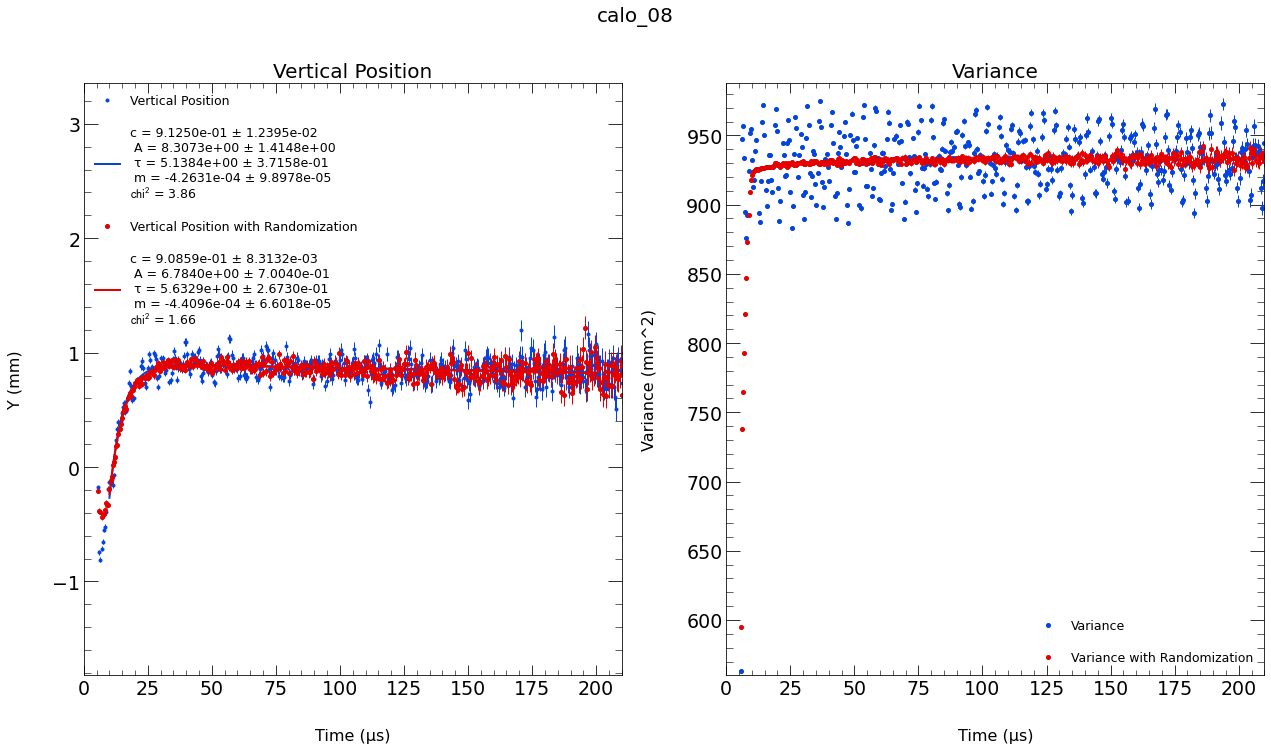 calo_08
Vertical Position
Vertical Position
c = 9.1250e-01 ± 1.2395e-02
A = 8.3073e+00 ± 1.4148e+00
τ = 5.1384e+00 ± 3.7158e-01
m = -4.2631e-04 ± 9.8978e-05
chi² = 3.86
Vertical Position with Randomization
c = 9.0859e-01 ± 8.3132e-03
A = 6.7840e+00 ± 7.0040e-01
τ = 5.6329e+00 ± 2.6730e-01
m = -4.4096e-04 ± 6.6018e-05
chi² = 1.66
3
2
1
0
−1
Y (mm)
0 25 50 75 100 125 150 175 200
Time (µs)
Variance
950
900
850
800
750
700
650
600
Variance (mm^2)
Variance
Variance with Randomization
0 25 50 75 100 125 150 175 200
Time (µs)